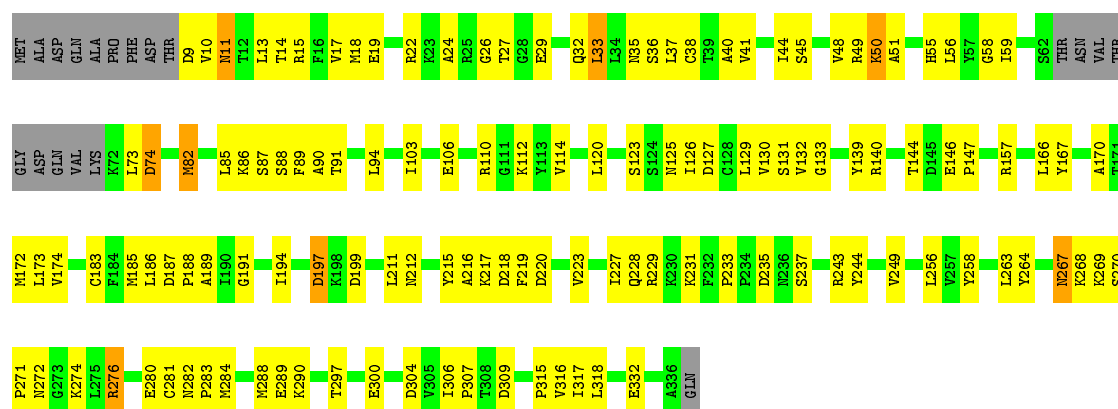 MET ALA ASP GLN ALA PRO PHE ASP THR D9 V10 N11 T12 L13 T14 R15 F16 V17 M18 E19 R22 K23 A24 R25 G26 T27 G28 E29 Q32 L33 L34 N35 S36 L37 C38 T39 A40 V41 I44 S45 V48 R49 K50 A51 H55 L56 Y57 G58 I59 S62 THR ASN VAL THR
GLY ASP GLN VAL LYS K72 L73 D74 M82 L85 K86 S87 S88 F89 A90 T91 L94 I103 E106 R110 G111 K112 Y113 V114 L120 S123 S124 N125 I126 D127 C128 L129 V130 S131 V132 G133 Y139 R140 T144 D145 E146 P147 R157 L166 Y167 A170 T171
M172 L173 V174 C183 F184 M185 L186 D187 P188 A189 I190 G191 I194 D197 K198 D199 L211 N212 Y215 A216 K217 D218 F219 D220 V223 I227 Q228 R229 K230 K231 F232 P233 P234 D235 N236 S237 R243 Y244 V249 L256 V257 Y258 L263 Y264 N267 K268 K269 S270
P271 N272 G273 K274 L275 R276 E280 C281 N282 P283 M284 M288 E289 K290 T297 E300 D304 V305 I306 P307 T308 D309 P315 V316 I317 L318 E332 A336 GLN